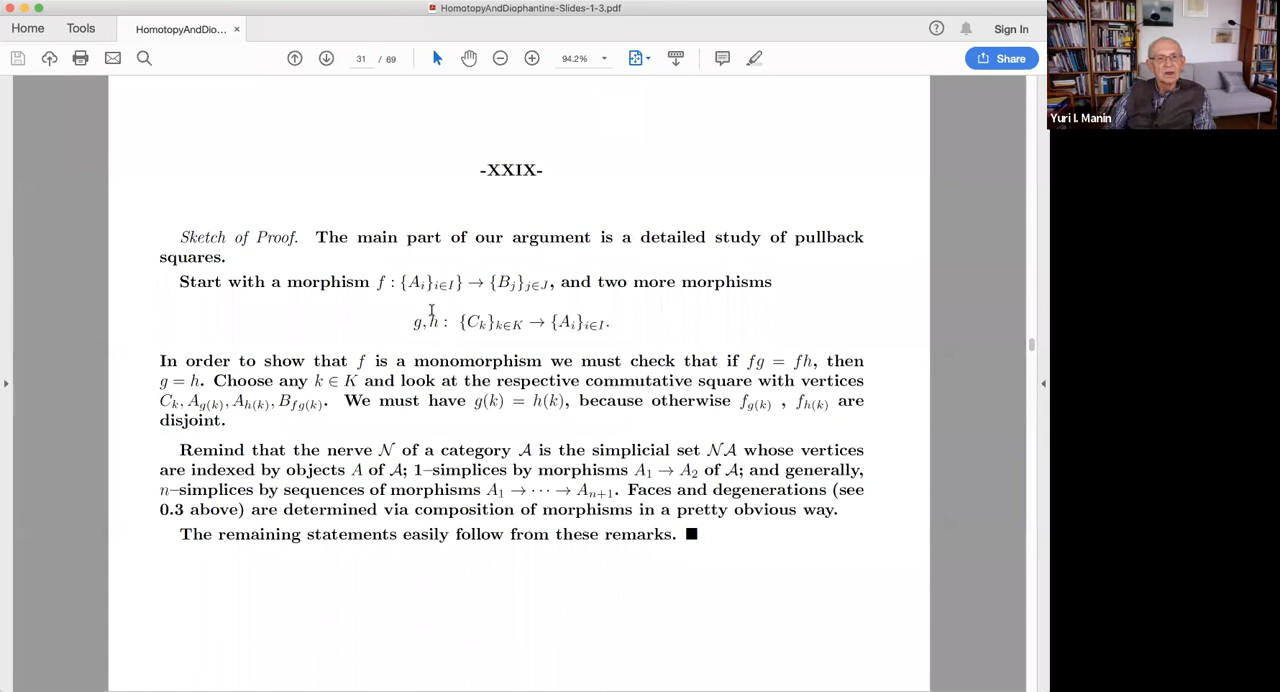 HomotopyAndDiophantine-Slides-1-3.pdf
Home Tools HomotopyAndDio... × Sign In
31 / 69 94.2% Share
Yuri I. Manin
-XXIX-
Sketch of Proof. The main part of our argument is a detailed study of pullback
squares.
Start with a morphism f : {A_i}_{i∈I}} → {B_j}_{j∈J}, and two more morphisms
g, h : {C_k}_{k∈K} → {A_i}_{i∈I}.
In order to show that f is a monomorphism we must check that if fg = fh, then
g = h. Choose any k ∈ K and look at the respective commutative square with vertices
C_k, A_{g(k)}, A_{h(k)}, B_{fg(k)}. We must have g(k) = h(k), because otherwise f_{g(k)} , f_{h(k)} are
disjoint.
Remind that the nerve 𝒩 of a category 𝒜 is the simplicial set 𝒩𝒜 whose vertices
are indexed by objects A of 𝒜; 1–simplices by morphisms A_1 → A_2 of 𝒜; and generally,
n–simplices by sequences of morphisms A_1 → ⋯ → A_{n+1}. Faces and degenerations (see
0.3 above) are determined via composition of morphisms in a pretty obvious way.
The remaining statements easily follow from these remarks. ■